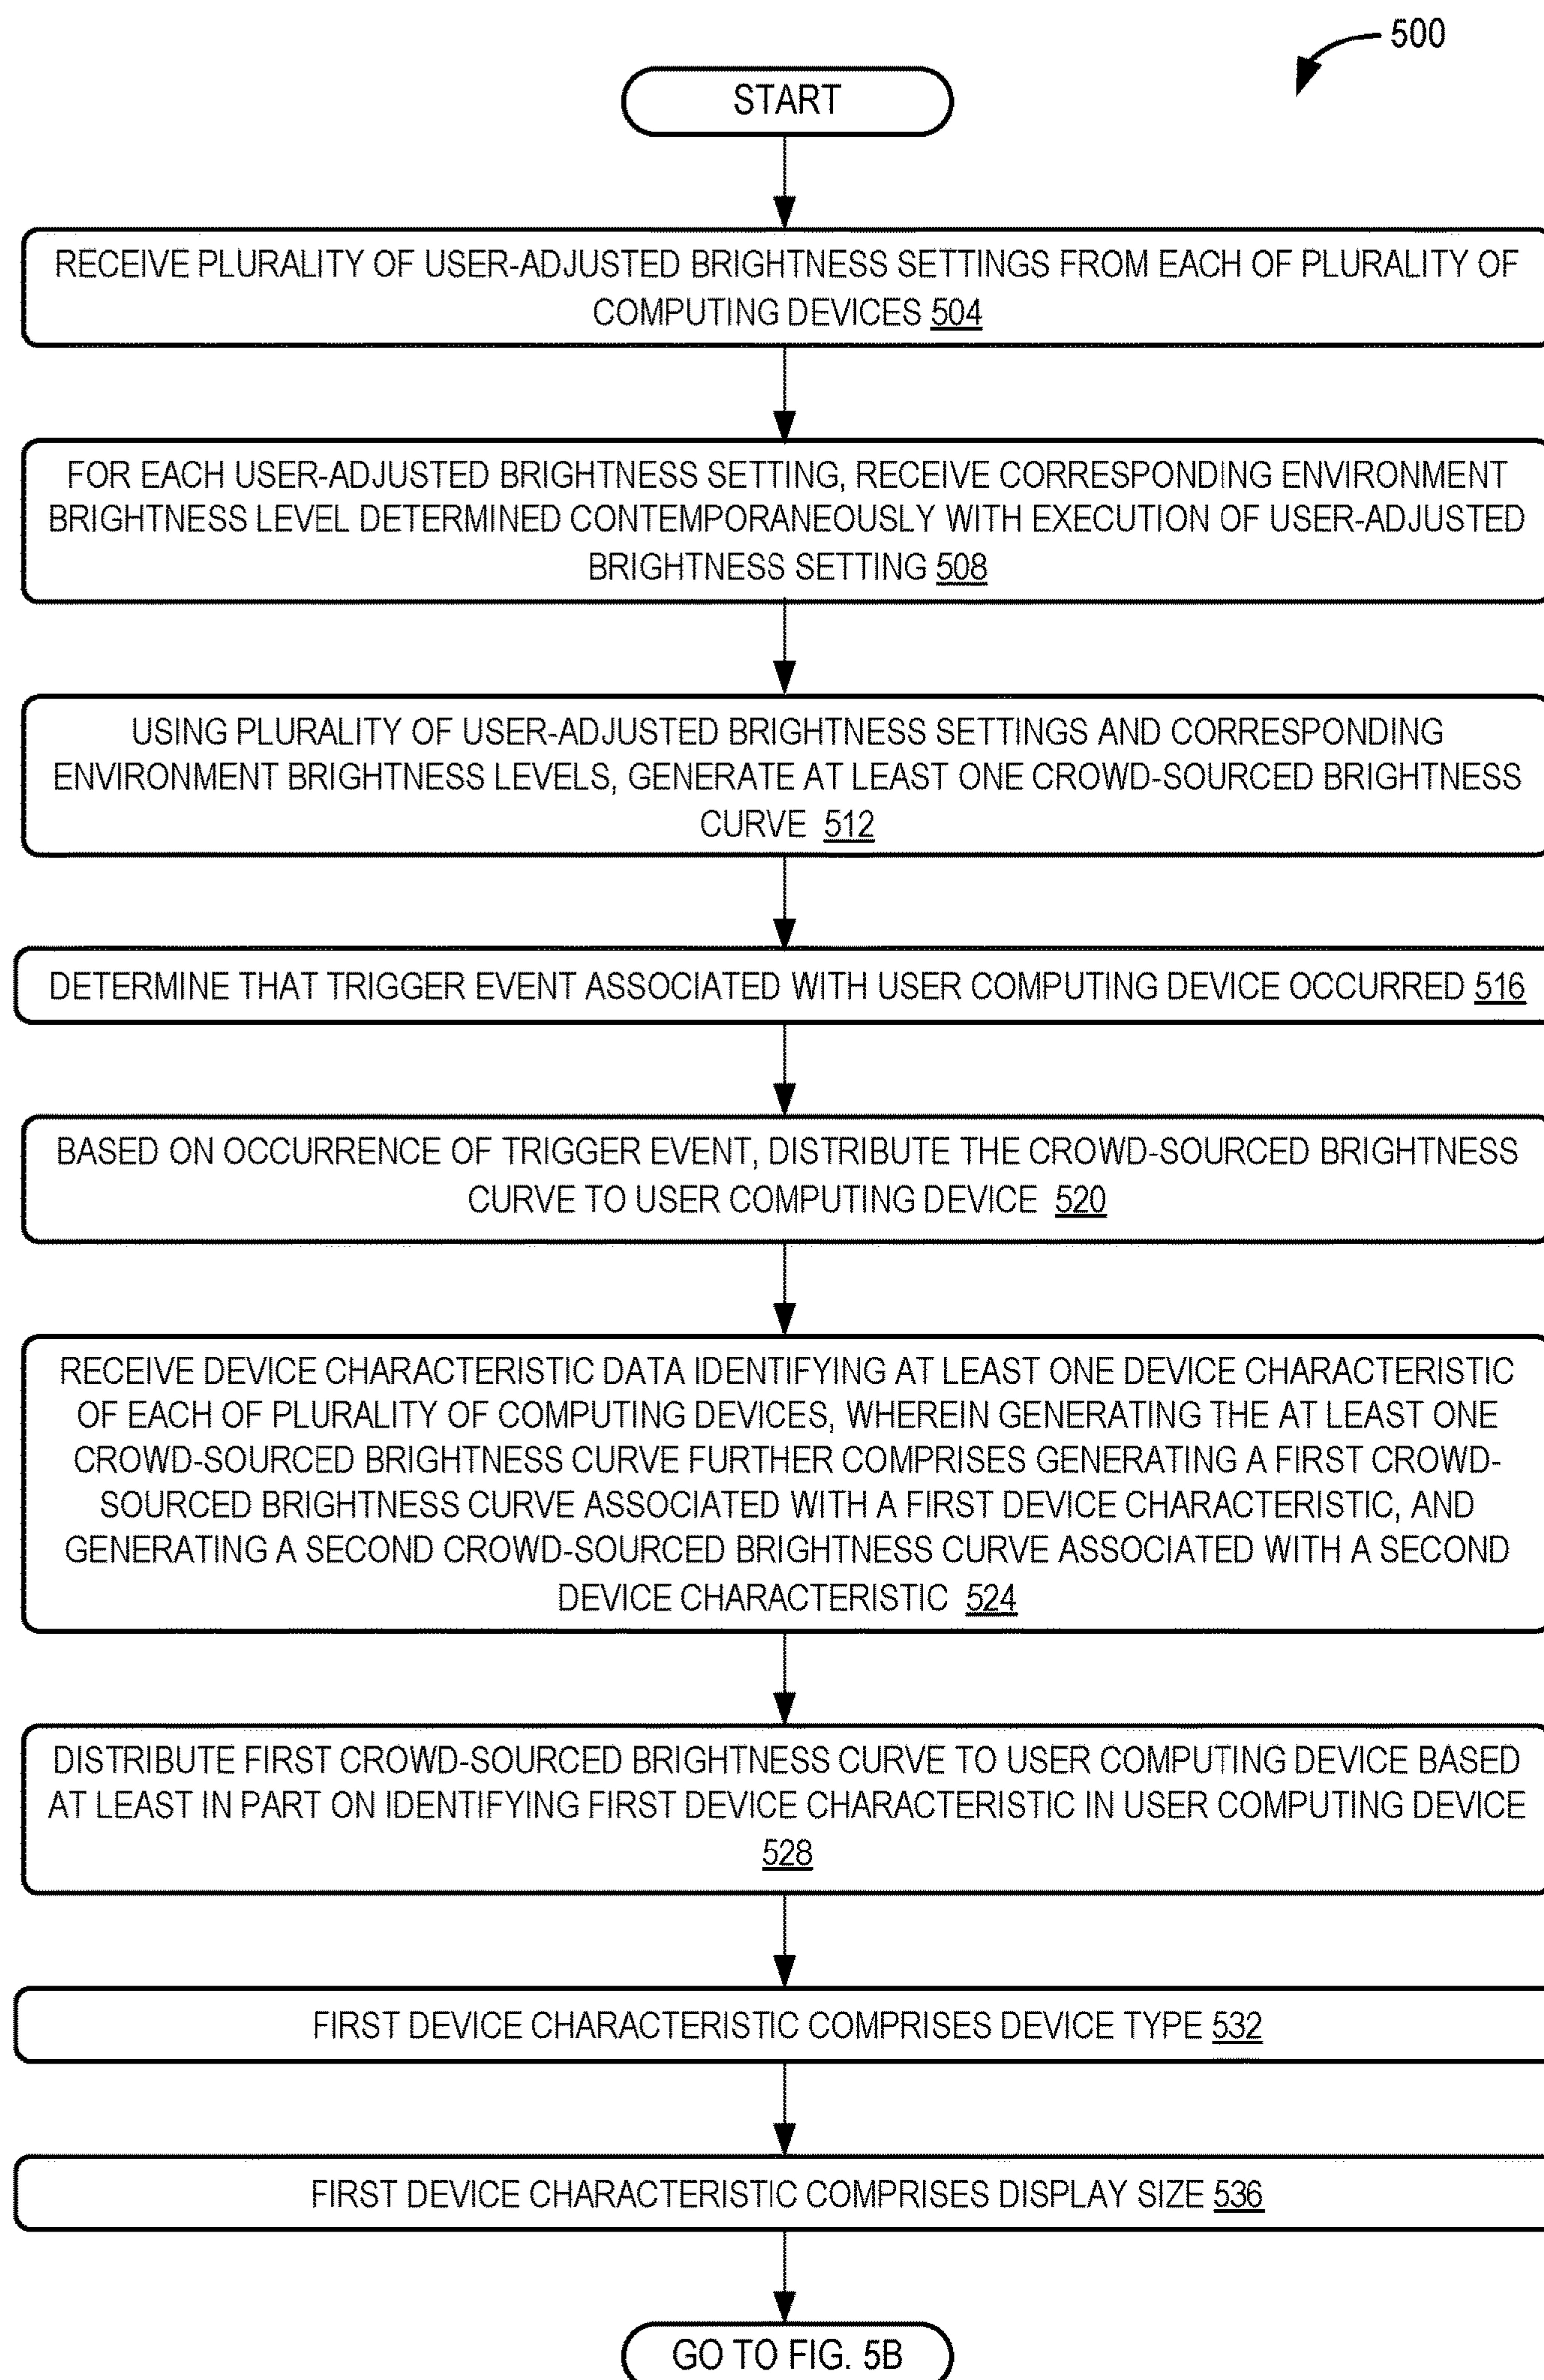 500
START
RECEIVE PLURALITY OF USER-ADJUSTED BRIGHTNESS SETTINGS FROM EACH OF PLURALITY OF
COMPUTING DEVICES 504
FOR EACH USER-ADJUSTED BRIGHTNESS SETTING, RECEIVE CORRESPONDING ENVIRONMENT
BRIGHTNESS LEVEL DETERMINED CONTEMPORANEOUSLY WITH EXECUTION OF USER-ADJUSTED
BRIGHTNESS SETTING 508
USING PLURALITY OF USER-ADJUSTED BRIGHTNESS SETTINGS AND CORRESPONDING
ENVIRONMENT BRIGHTNESS LEVELS, GENERATE AT LEAST ONE CROWD-SOURCED BRIGHTNESS
CURVE 512
DETERMINE THAT TRIGGER EVENT ASSOCIATED WITH USER COMPUTING DEVICE OCCURRED 516
BASED ON OCCURRENCE OF TRIGGER EVENT, DISTRIBUTE THE CROWD-SOURCED BRIGHTNESS
CURVE TO USER COMPUTING DEVICE 520
RECEIVE DEVICE CHARACTERISTIC DATA IDENTIFYING AT LEAST ONE DEVICE CHARACTERISTIC
OF EACH OF PLURALITY OF COMPUTING DEVICES, WHEREIN GENERATING THE AT LEAST ONE
CROWD-SOURCED BRIGHTNESS CURVE FURTHER COMPRISES GENERATING A FIRST CROWD-
SOURCED BRIGHTNESS CURVE ASSOCIATED WITH A FIRST DEVICE CHARACTERISTIC, AND
GENERATING A SECOND CROWD-SOURCED BRIGHTNESS CURVE ASSOCIATED WITH A SECOND
DEVICE CHARACTERISTIC 524
DISTRIBUTE FIRST CROWD-SOURCED BRIGHTNESS CURVE TO USER COMPUTING DEVICE BASED
AT LEAST IN PART ON IDENTIFYING FIRST DEVICE CHARACTERISTIC IN USER COMPUTING DEVICE
528
FIRST DEVICE CHARACTERISTIC COMPRISES DEVICE TYPE 532
FIRST DEVICE CHARACTERISTIC COMPRISES DISPLAY SIZE 536
GO TO FIG. 5B